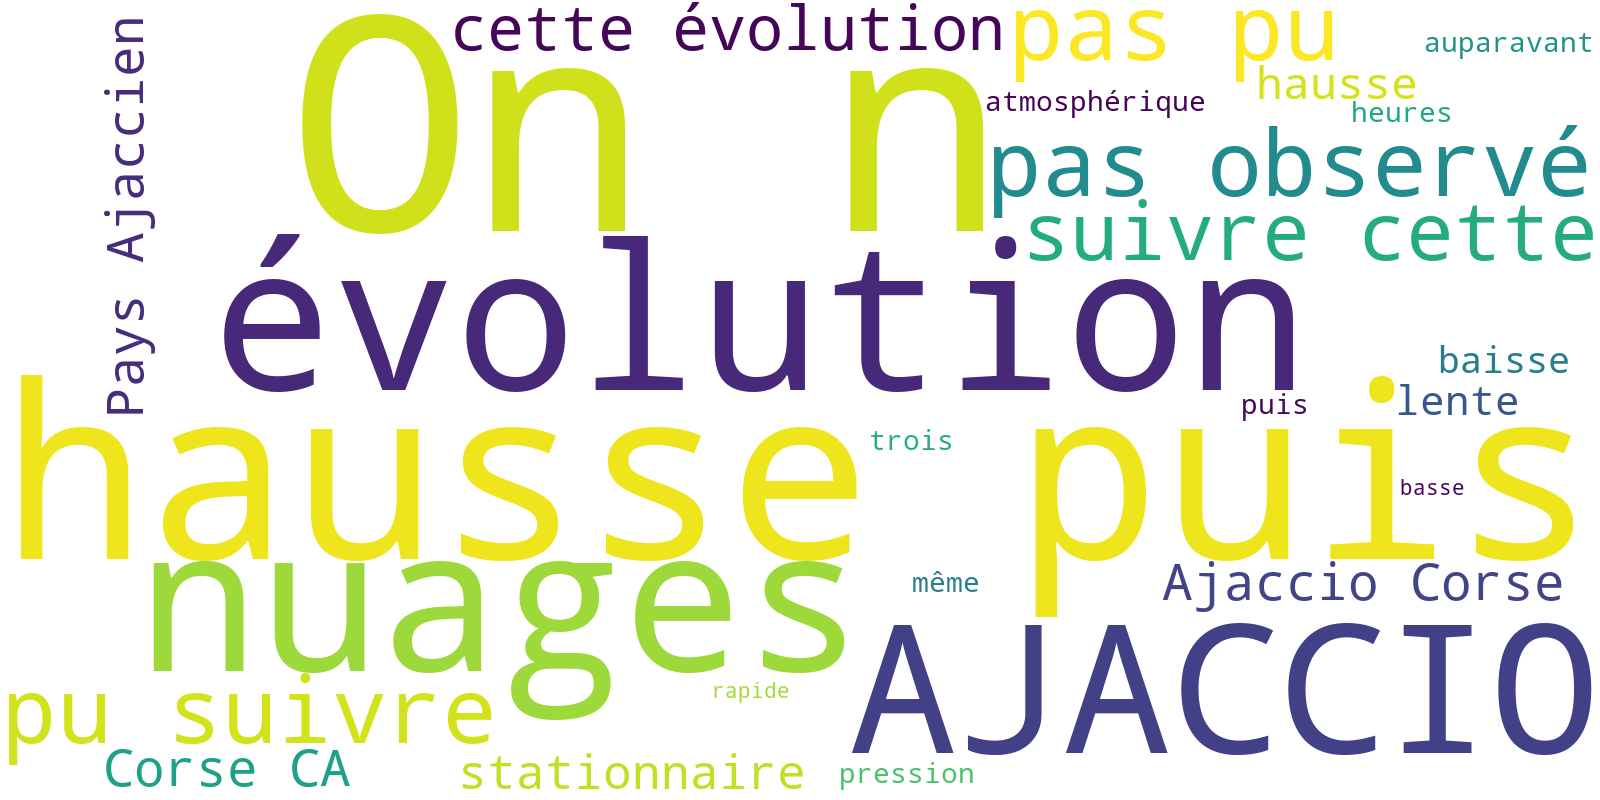 cette évolution
pas pu
auparavant
On n
hausse
atmosphérique
heures
Pays Ajaccien
pas observé
suivre cette
évolution
baisse
lente
puis
hausse puis
trois
basse
nuages
même
Ajaccio Corse
AJACCIO
pu suivre
rapide
Corse CA
stationnaire
pression